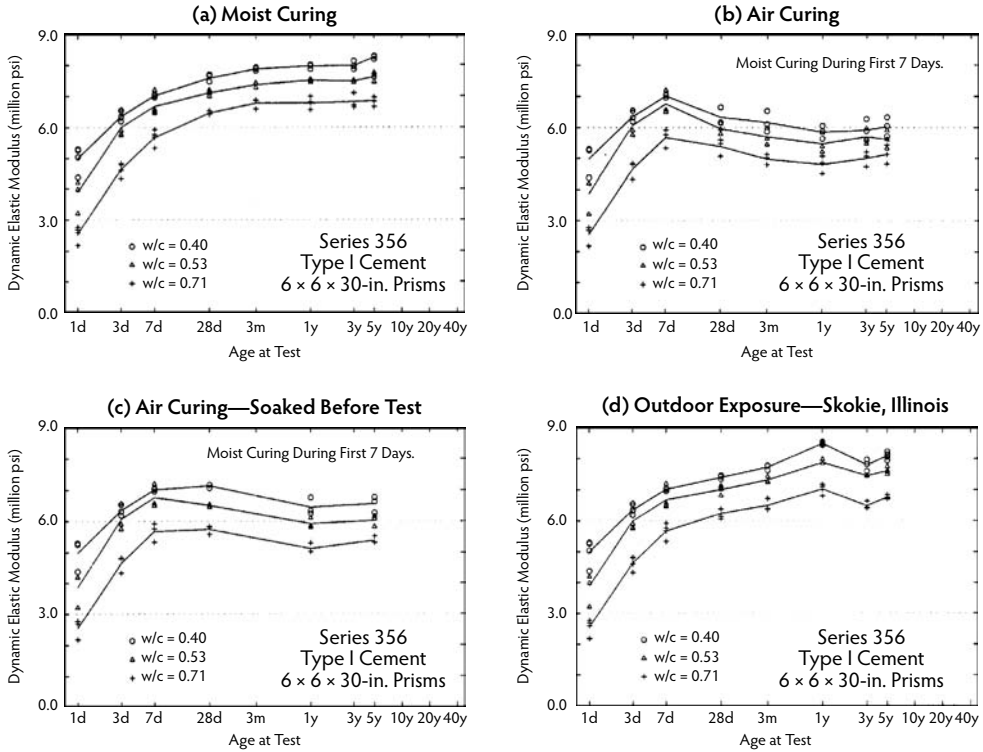 (a) Moist Curing
9.0
6.0
3.0
0.0
Dynamic Elastic Modulus (million psi)
w/c = 0.40
w/c = 0.53
w/c = 0.71
Series 356
Type I Cement
6 × 6 × 30-in. Prisms
1d 3d 7d 28d 3m 1y 3y 5y 10y 20y 40y
Age at Test
(b) Air Curing
Moist Curing During First 7 Days.
9.0
6.0
3.0
0.0
Dynamic Elastic Modulus (million psi)
w/c = 0.40
w/c = 0.53
w/c = 0.71
Series 356
Type I Cement
6 × 6 × 30-in. Prisms
1d 3d 7d 28d 3m 1y 3y 5y 10y 20y 40y
Age at Test
(c) Air Curing—Soaked Before Test
Moist Curing During First 7 Days.
9.0
6.0
3.0
0.0
Dynamic Elastic Modulus (million psi)
w/c = 0.40
w/c = 0.53
w/c = 0.71
Series 356
Type I Cement
6 × 6 × 30-in. Prisms
1d 3d 7d 28d 3m 1y 3y 5y 10y 20y 40y
Age at Test
(d) Outdoor Exposure—Skokie, Illinois
9.0
6.0
3.0
0.0
Dynamic Elastic Modulus (million psi)
w/c = 0.40
w/c = 0.53
w/c = 0.71
Series 356
Type I Cement
6 × 6 × 30-in. Prisms
1d 3d 7d 28d 3m 1y 3y 5y 10y 20y 40y
Age at Test